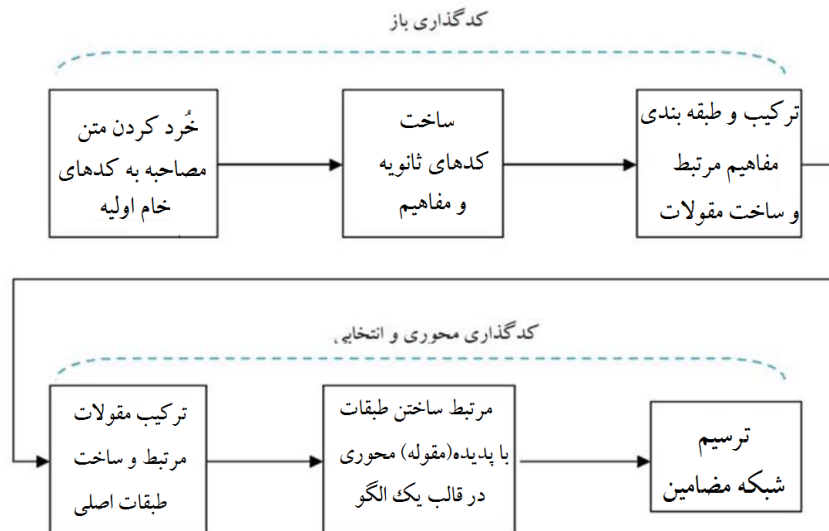 کدگذاری باز
خُرد کردن متن
مصاحبه به کدهای
خام اولیه
ساخت
کدهای ثانویه
و مفاهیم
ترکیب و طبقه بندی
مفاهیم مرتبط
و ساخت مقولات
کدگذاری محوری و انتخابی
ترکیب مقولات
مرتبط و ساخت
طبقات اصلی
مرتبط ساختن طبقات
با پدیده(مقوله) محوری
در قالب یک الگو
ترسیم
شبکه مضامین